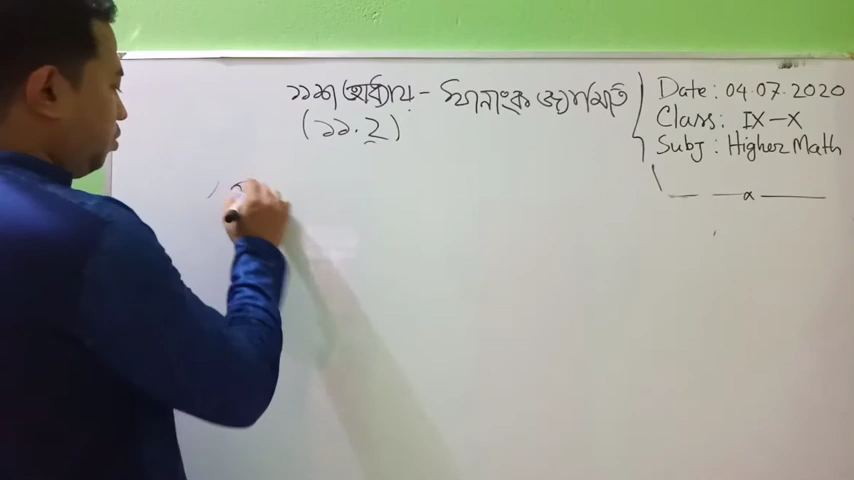 ১১শ অধ্যায় - স্থানাংক জ্যামিতি
(১১.২)
Date: 04.07.2020
Class: IX-X
Subj: Higher Math